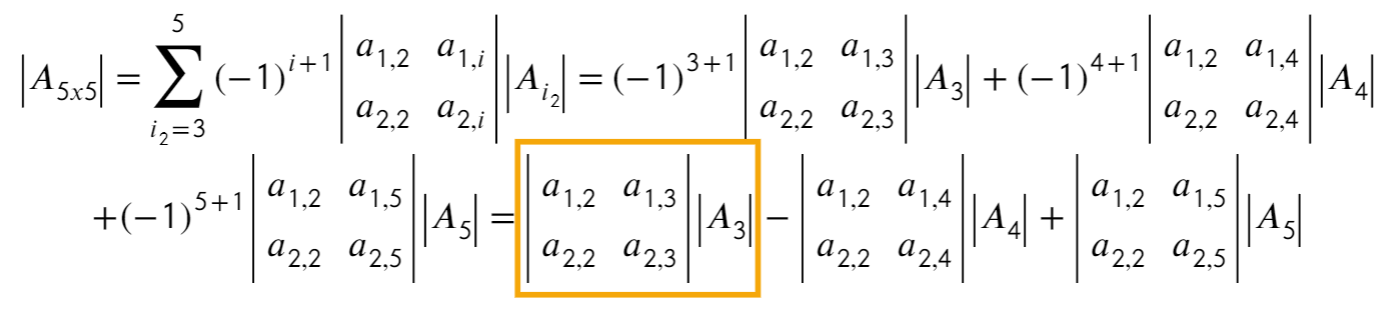 |A_{5x5}| = \sum_{i_2=3}^{5} (-1)^{i+1} \begin{vmatrix} a_{1,2} & a_{1,i} \\ a_{2,2} & a_{2,i} \end{vmatrix} |A_{i_2}| = (-1)^{3+1} \begin{vmatrix} a_{1,2} & a_{1,3} \\ a_{2,2} & a_{2,3} \end{vmatrix} |A_3| + (-1)^{4+1} \begin{vmatrix} a_{1,2} & a_{1,4} \\ a_{2,2} & a_{2,4} \end{vmatrix} |A_4|
+(-1)^{5+1} \begin{vmatrix} a_{1,2} & a_{1,5} \\ a_{2,2} & a_{2,5} \end{vmatrix} |A_5| = \begin{vmatrix} a_{1,2} & a_{1,3} \\ a_{2,2} & a_{2,3} \end{vmatrix} |A_3| - \begin{vmatrix} a_{1,2} & a_{1,4} \\ a_{2,2} & a_{2,4} \end{vmatrix} |A_4| + \begin{vmatrix} a_{1,2} & a_{1,5} \\ a_{2,2} & a_{2,5} \end{vmatrix} |A_5|